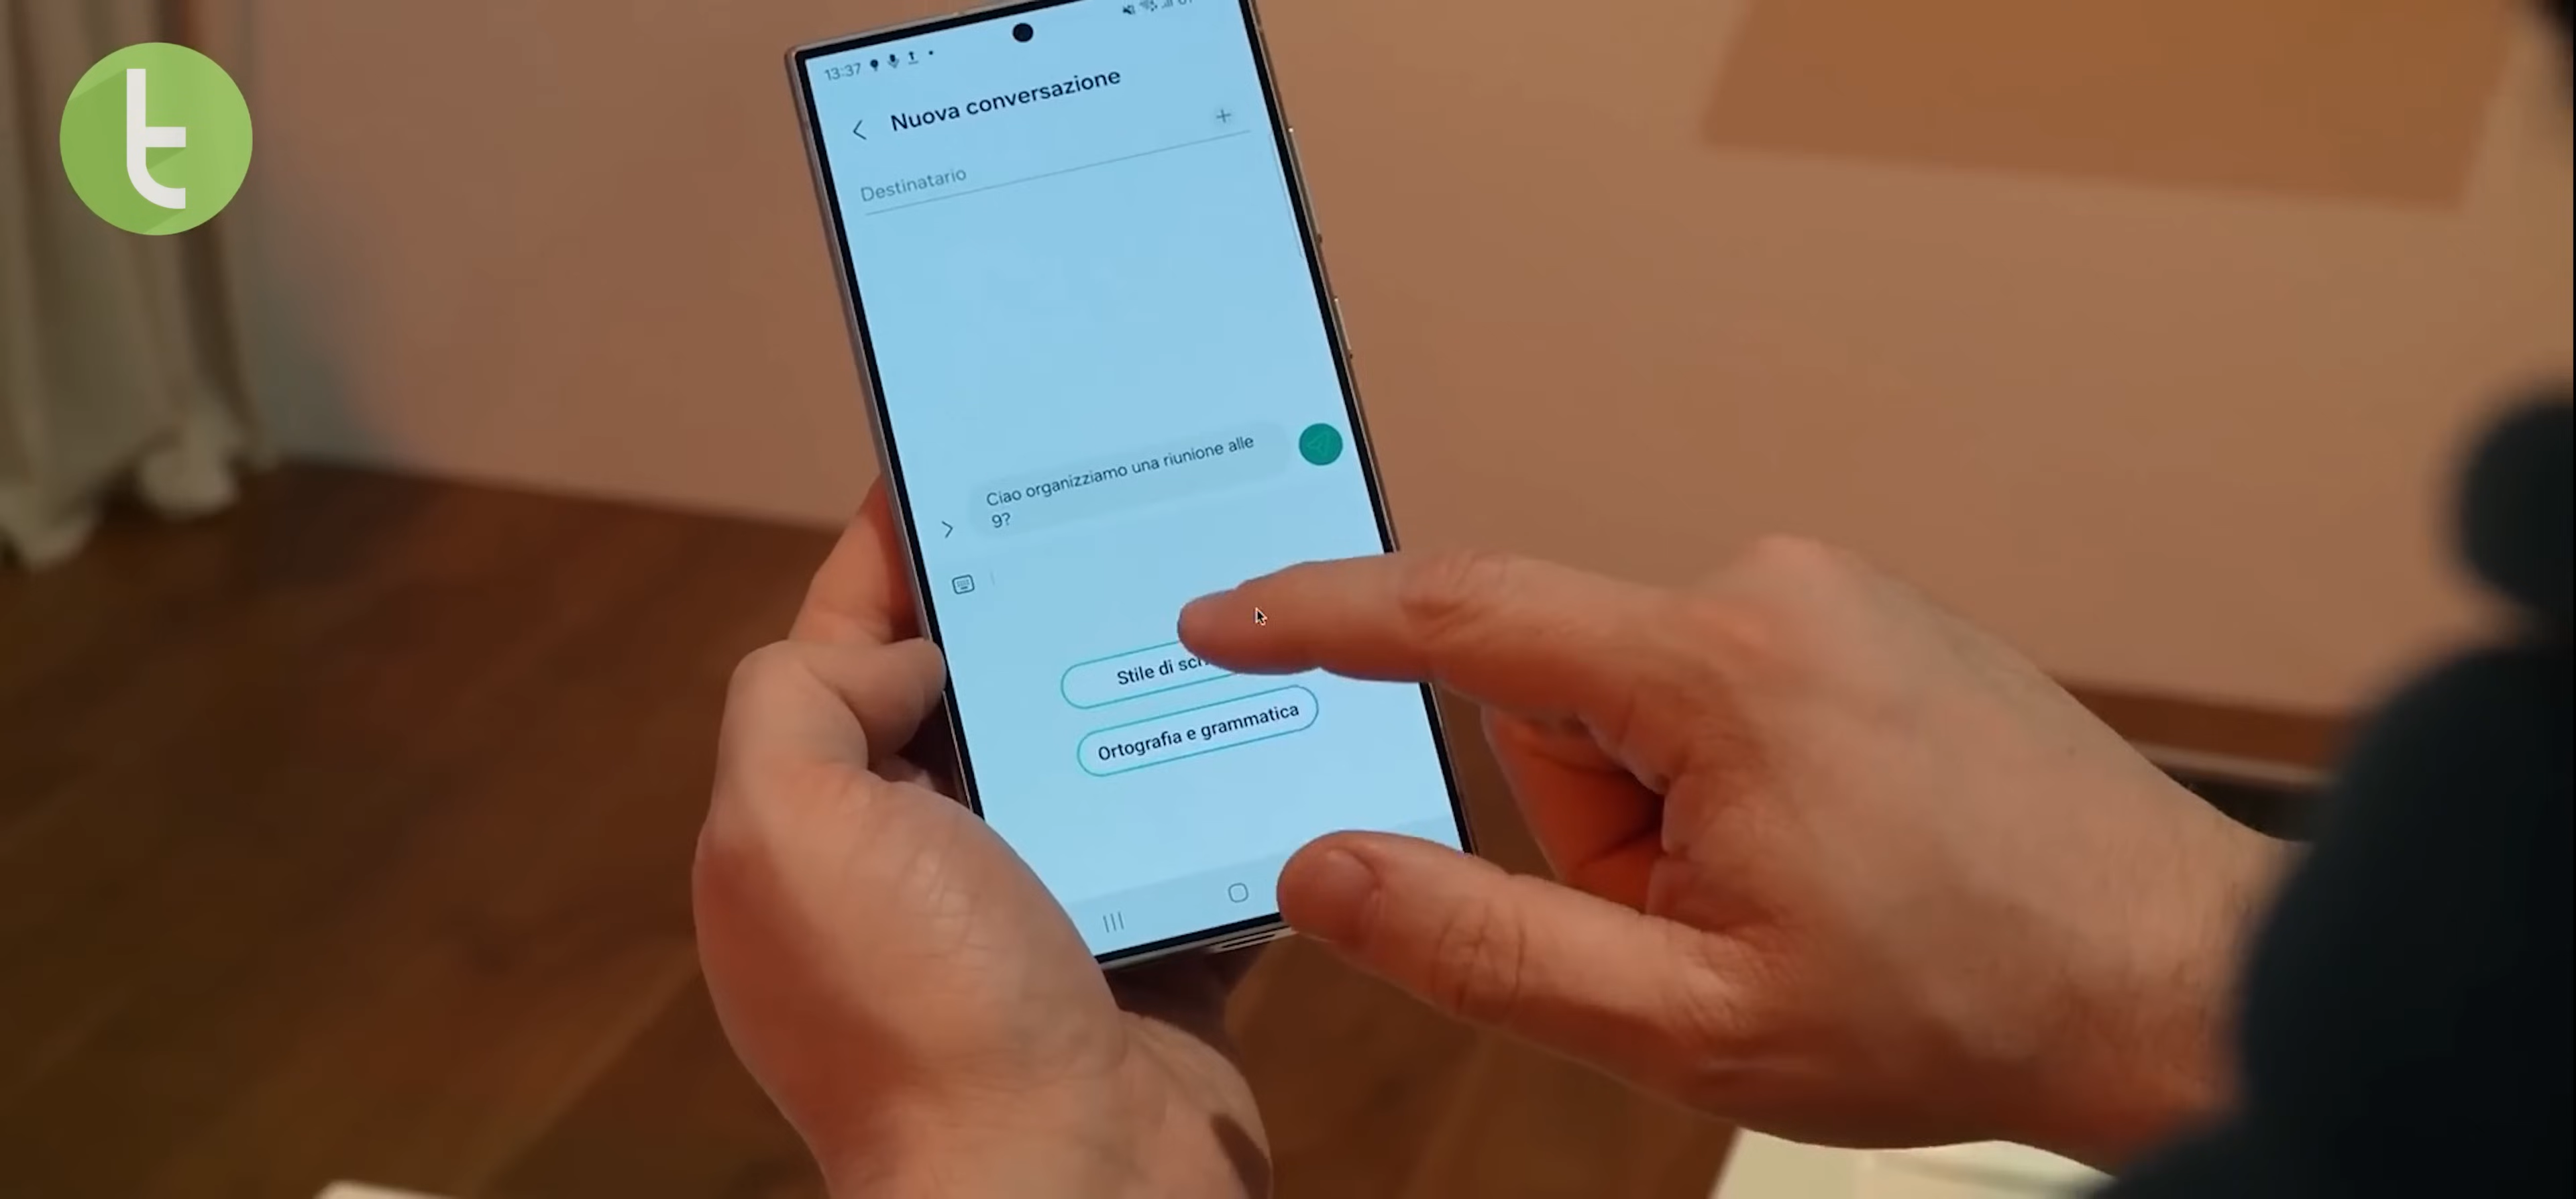 t
13:37
Nuova conversazione
Destinatario
Ciao organizziamo una riunione alle
9?
Stile di
Ortografia e grammatica